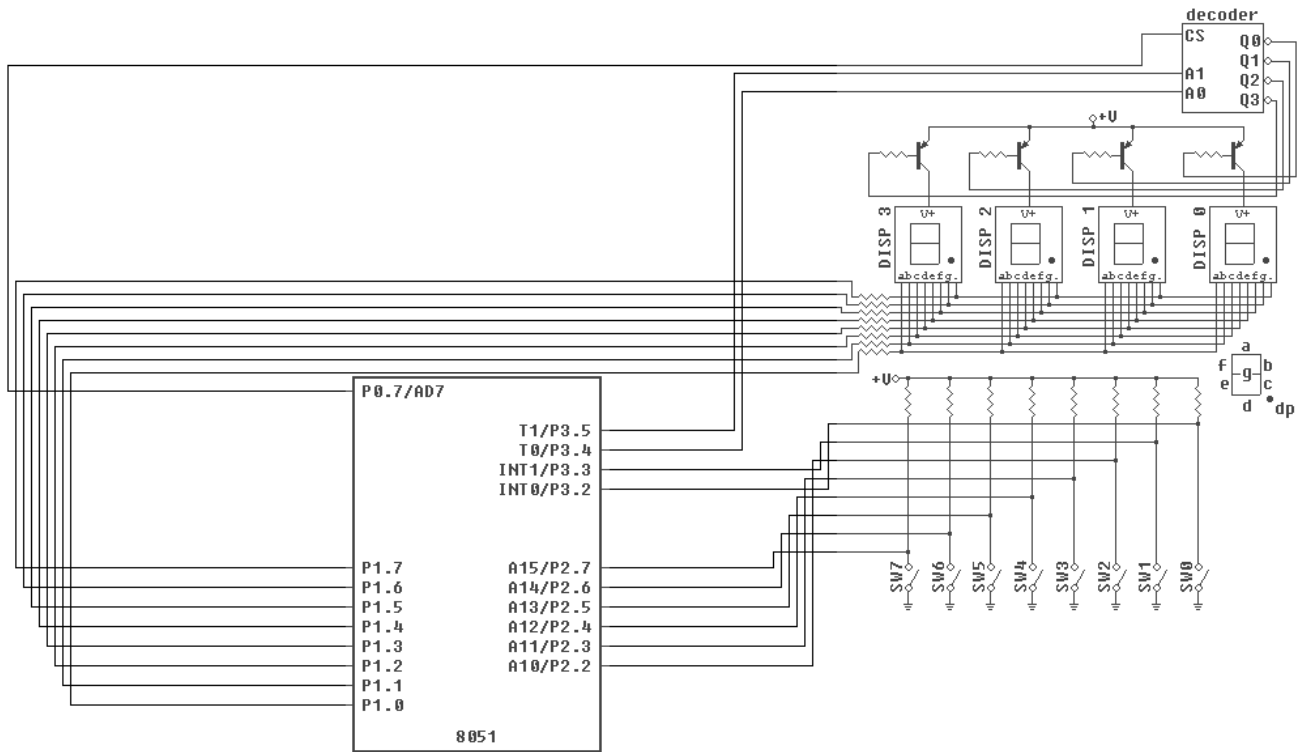 decoder
CS Q0
Q1
A1 Q2
A0 Q3
+V
DISP 3 V+ abcdefg.
DISP 2 V+ abcdefg.
DISP 1 V+ abcdefg.
DISP 0 V+ abcdefg.
a
f b
g
e c
d dp
+V
P0.7/AD7
T1/P3.5
T0/P3.4
INT1/P3.3
INT0/P3.2
P1.7 A15/P2.7
P1.6 A14/P2.6
P1.5 A13/P2.5
P1.4 A12/P2.4
P1.3 A11/P2.3
P1.2 A10/P2.2
P1.1
P1.0
8051
SW7 SW6 SW5 SW4 SW3 SW2 SW1 SW0